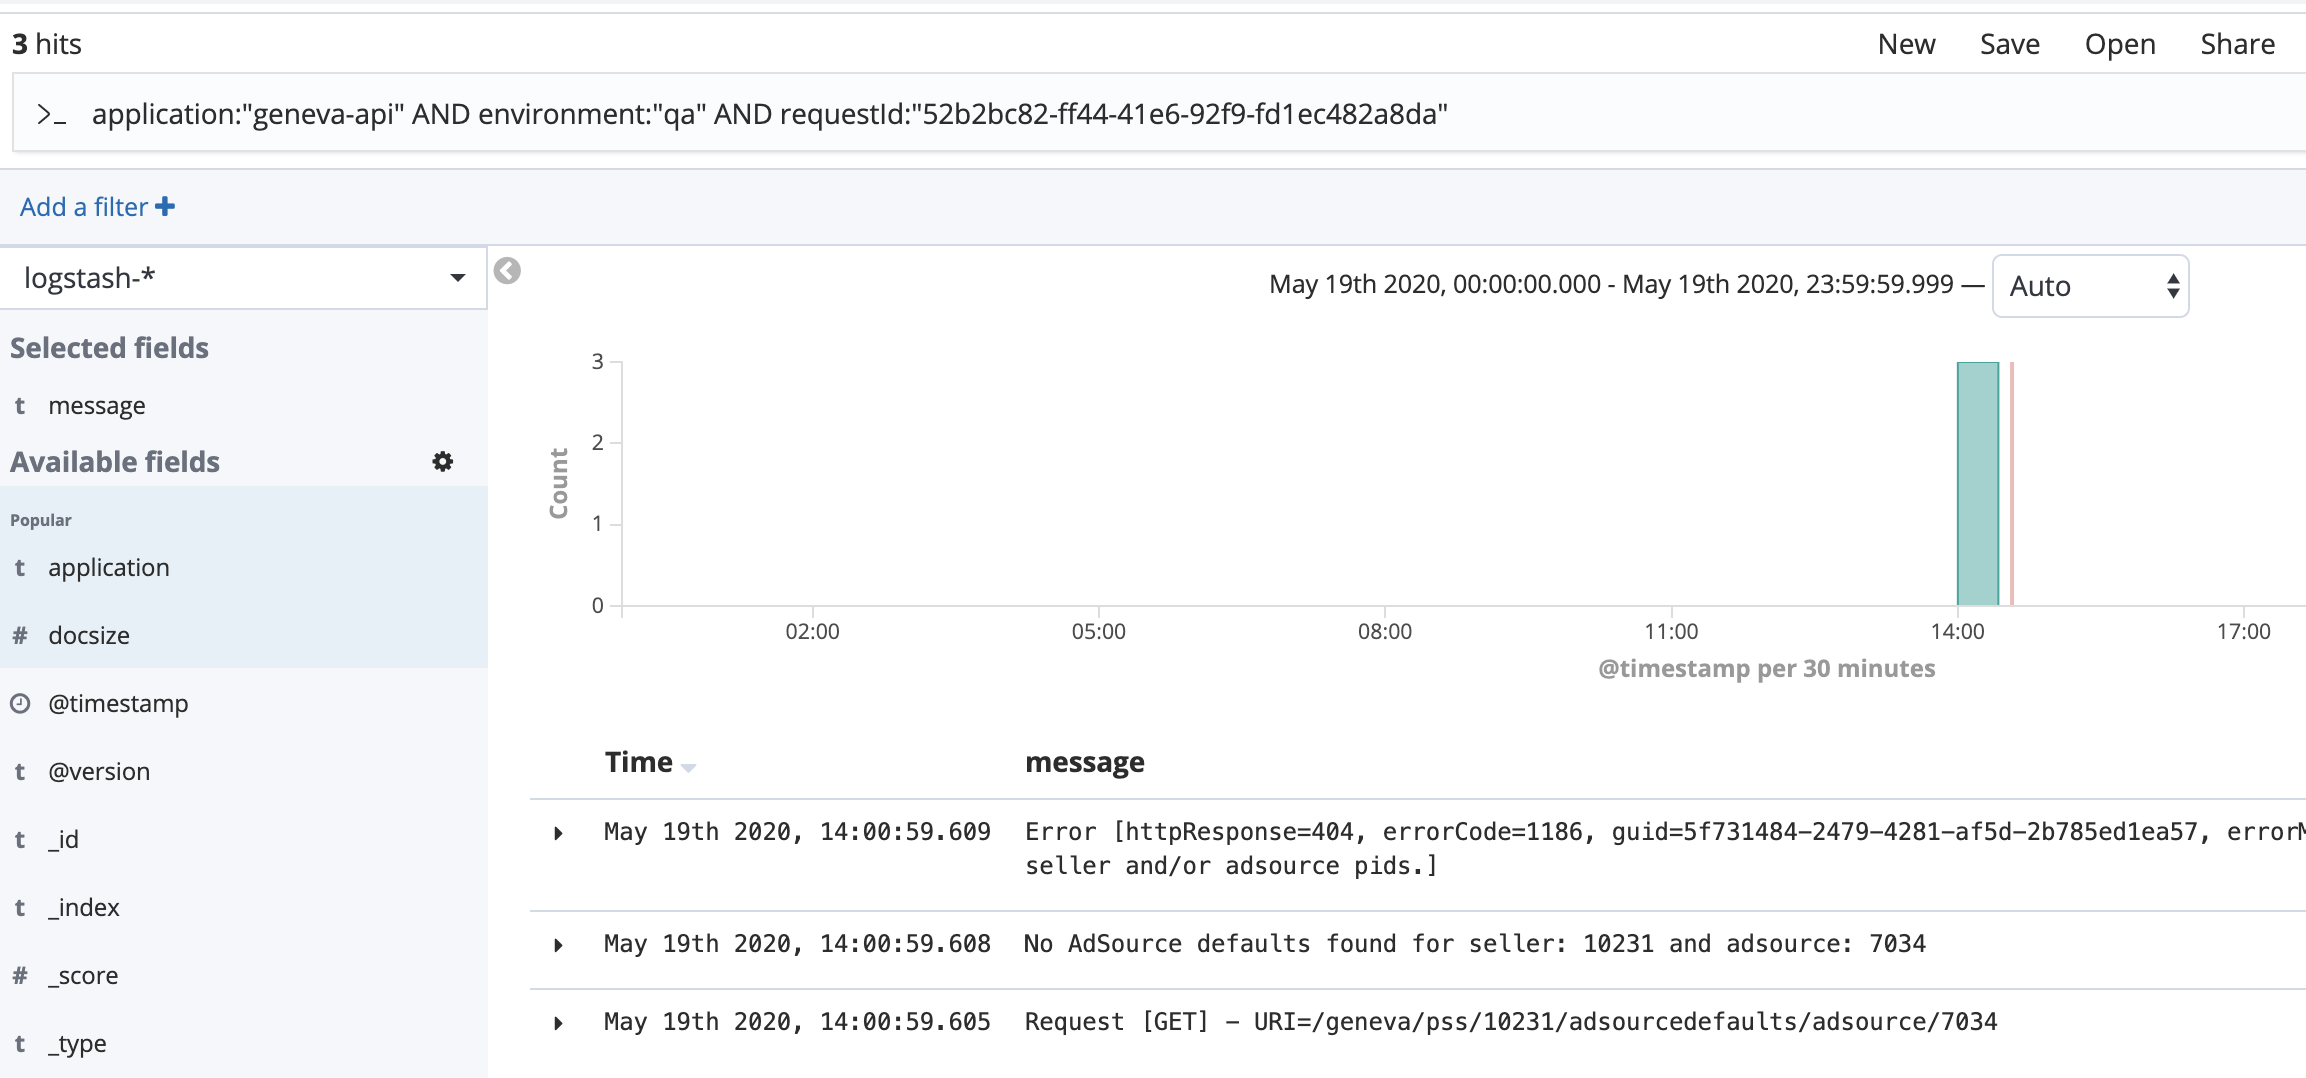 3 hits
New Save Open Share
>_ application:"geneva-api" AND environment:"qa" AND requestId:"52b2bc82-ff44-41e6-92f9-fd1ec482a8da"
Add a filter
logstash-*
May 19th 2020, 00:00:00.000 - May 19th 2020, 23:59:59.999 — Auto
Selected fields
t message
Available fields
Popular
t application
# docsize
@timestamp
t @version
t _id
t _index
# _score
t _type
Count
3
2
1
0
02:00 05:00 08:00 11:00 14:00 17:00
@timestamp per 30 minutes
Time message
May 19th 2020, 14:00:59.609 Error [httpResponse=404, errorCode=1186, guid=5f731484-2479-4281-af5d-2b785ed1ea57, errorM
seller and/or adsource pids.]
May 19th 2020, 14:00:59.608 No AdSource defaults found for seller: 10231 and adsource: 7034
May 19th 2020, 14:00:59.605 Request [GET] – URI=/geneva/pss/10231/adsourcedefaults/adsource/7034